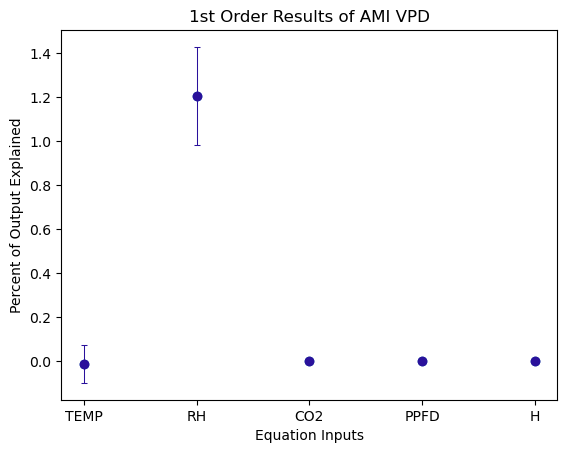 1st Order Results of AMI VPD
Percent of Output Explained
1.4
1.2
1.0
0.8
0.6
0.4
0.2
0.0
TEMP RH CO2 PPFD H
Equation Inputs